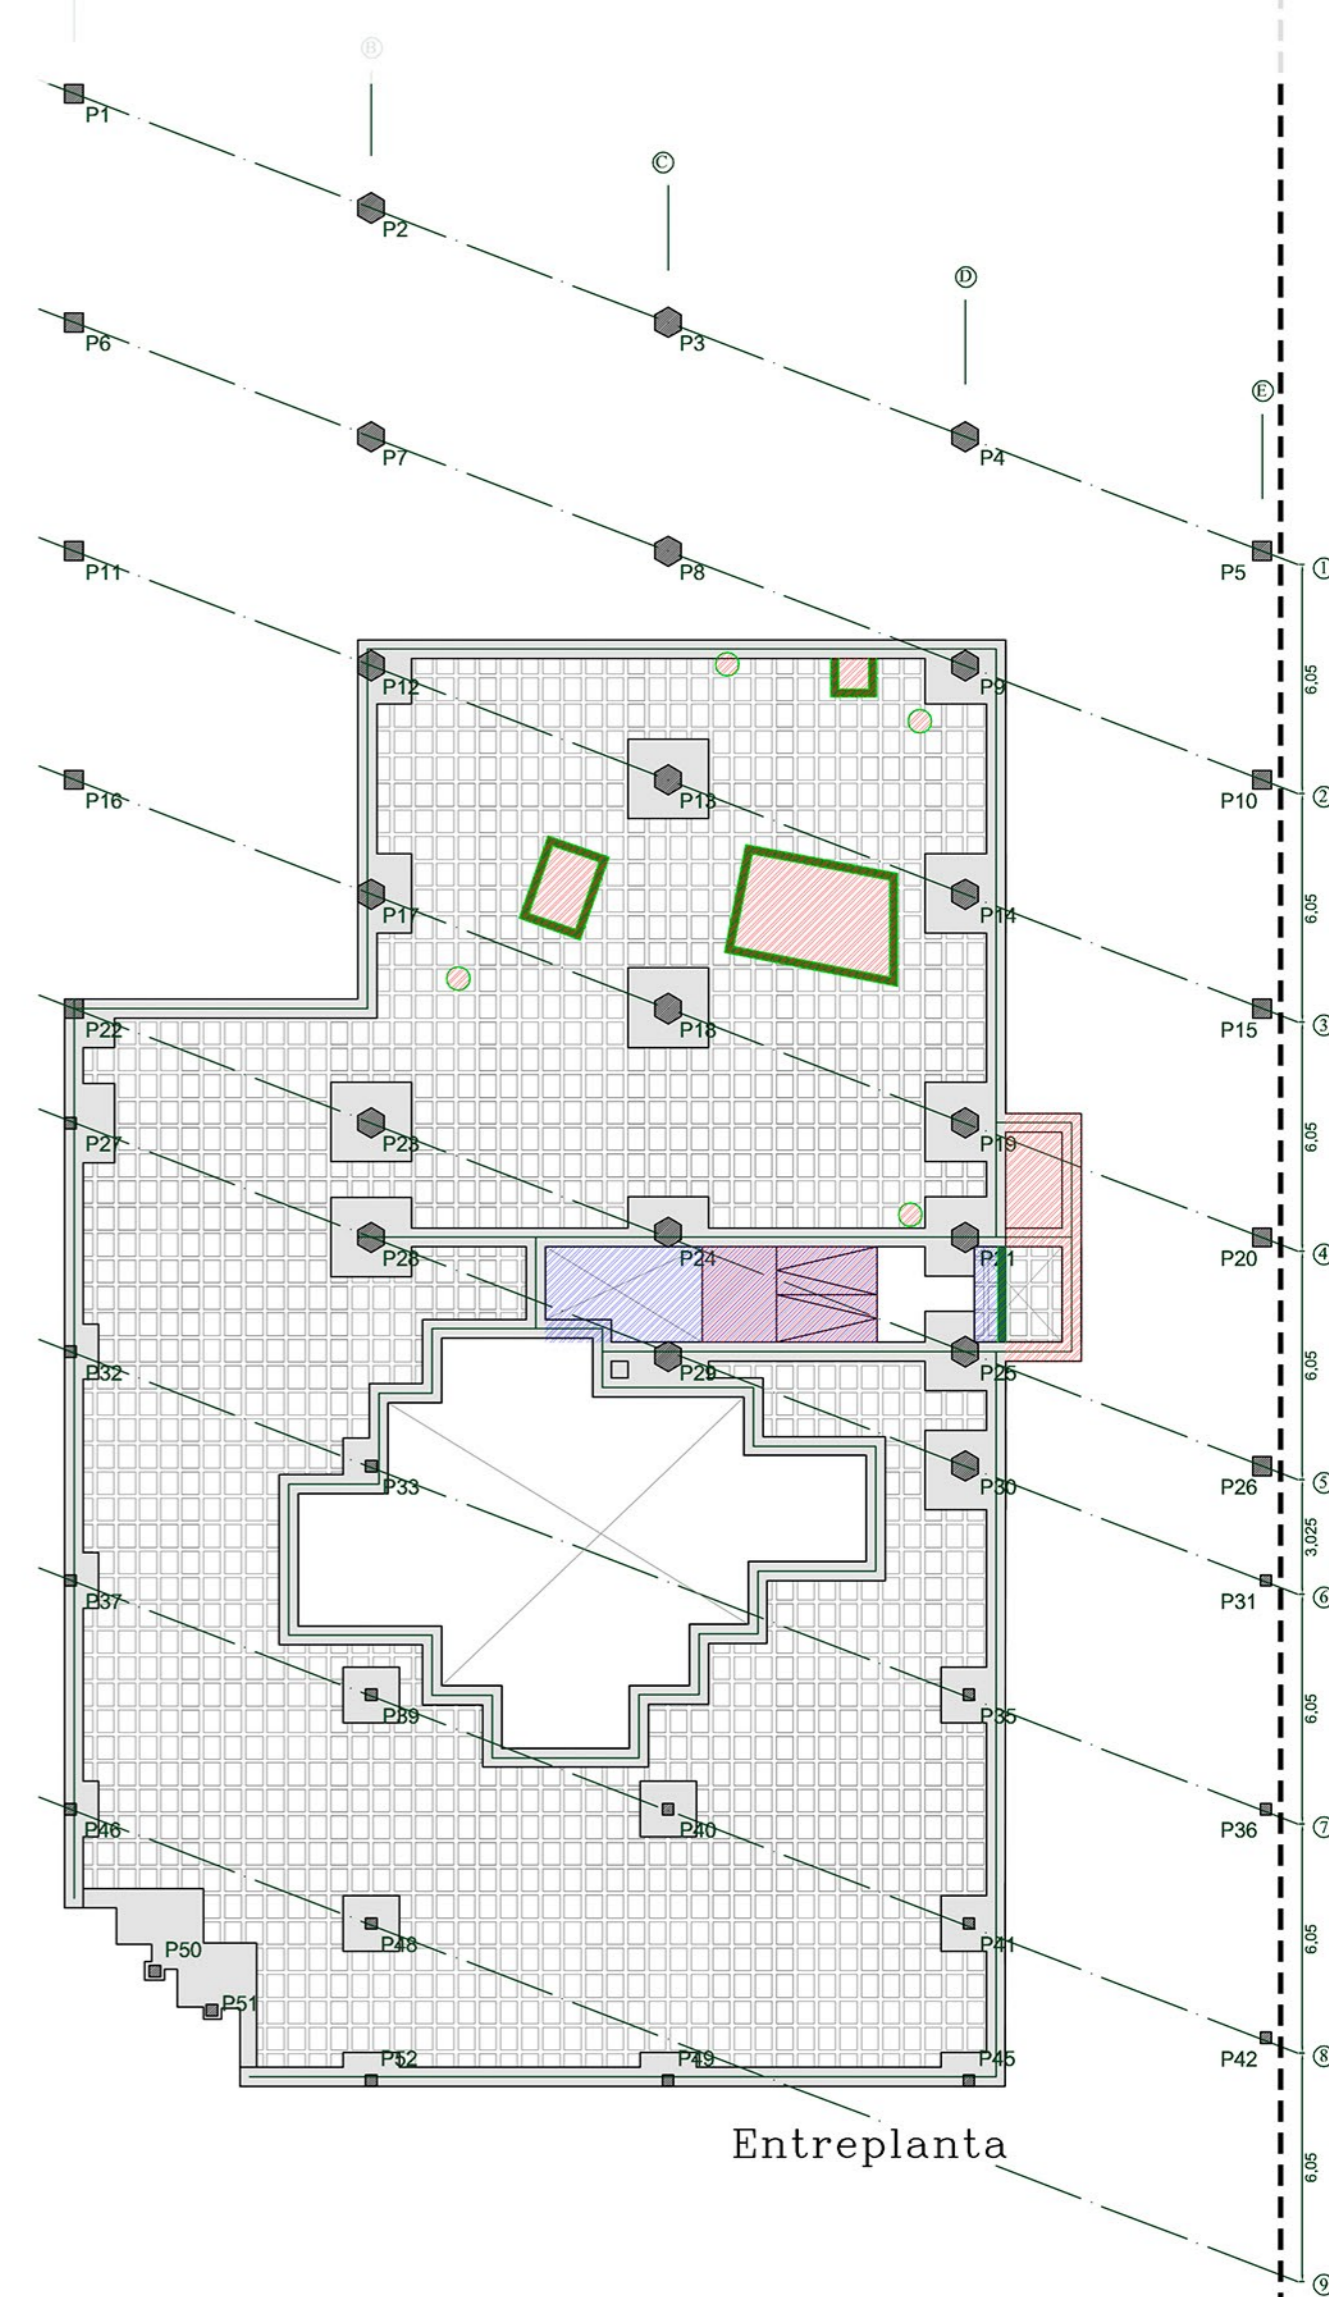 B
P1
C
P2
D
P6
P3
E
P7
P4
P11
P8
P5
1
6,05
P12
P9
P16
P13
P10
2
6,05
P17
P14
P22
P18
P15
3
6,05
P27
P23
P19
P28
P24
P21
P20
4
6,05
P32
P29
P25
P33
P30
P26
5
3,025
P37
P31
6
P39
P35
6,05
P46
P40
P36
7
P48
P41
6,05
P50
P51
P52
P49
P45
P42
8
Entreplanta
6,05
9